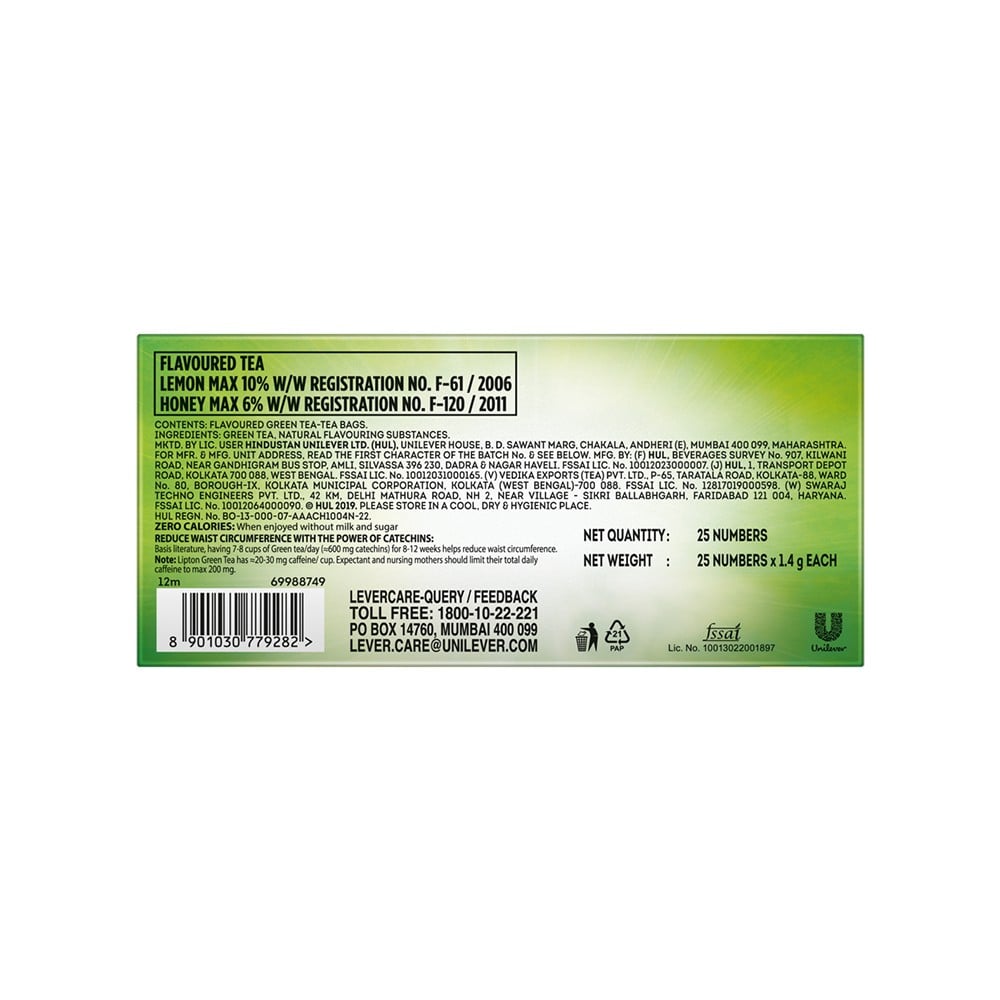 FLAVOURED TEA
LEMON MAX 10% W/W REGISTRATION NO. F-61 / 2006
HONEY MAX 6% W/W REGISTRATION NO. F-120 / 2011
CONTENTS: FLAVOURED GREEN TEA-TEA BAGS.
INGREDIENTS: GREEN TEA, NATURAL FLAVOURING SUBSTANCES.
MKTD. BY LIC. USER HINDUSTAN UNILEVER LTD. (HUL), UNILEVER HOUSE, B. D. SAWANT MARG, CHAKALA, ANDHERI (E), MUMBAI 400 099, MAHARASHTRA.
FOR MFR. & MFG. UNIT ADDRESS, READ THE FIRST CHARACTER OF THE BATCH No. & SEE BELOW. MFG. BY: (F) HUL, BEVERAGES SURVEY No. 907, KILWANI
ROAD, NEAR GANDHIGRAM BUS STOP, AMLI, SILVASSA 396 230, DADRA & NAGAR HAVELI. FSSAI LIC. No. 10012023000007. (J) HUL, 1, TRANSPORT DEPOT
ROAD, KOLKATA 700 088, WEST BENGAL. FSSAI LIC. No. 10012031000165. (V) VEDIKA EXPORTS (TEA) PVT. LTD., P-65, TARATALA ROAD, KOLKATA-88, WARD
No. 80, BOROUGH-IX, KOLKATA MUNICIPAL CORPORATION, KOLKATA (WEST BENGAL)-700 088. FSSAI LIC. No. 12817019000598. (W) SWARAJ
TECHNO ENGINEERS PVT. LTD., 42 KM, DELHI MATHURA ROAD, NH 2, NEAR VILLAGE - SIKRI BALLABHGARH, FARIDABAD 121 004, HARYANA.
FSSAI LIC. No. 10012064000090. © HUL 2019. PLEASE STORE IN A COOL, DRY & HYGIENIC PLACE.
HUL REGN. No. BO-13-000-07-AAACH1004N-22.
ZERO CALORIES: When enjoyed without milk and sugar
REDUCE WAIST CIRCUMFERENCE WITH THE POWER OF CATECHINS:
Basis literature, having 7-8 cups of Green tea/day (≈600 mg catechins) for 8-12 weeks helps reduce waist circumference.
Note: Lipton Green Tea has ≈20-30 mg caffeine/ cup. Expectant and nursing mothers should limit their total daily
caffeine to max 200 mg.
12m 69988749
8 901030 779282 >
LEVERCARE-QUERY / FEEDBACK
TOLL FREE: 1800-10-22-221
PO BOX 14760, MUMBAI 400 099
LEVER.CARE@UNILEVER.COM
NET QUANTITY : 25 NUMBERS
NET WEIGHT : 25 NUMBERS x 1.4 g EACH
21
PAP
fssai
Lic. No. 10013022001897
Unilever